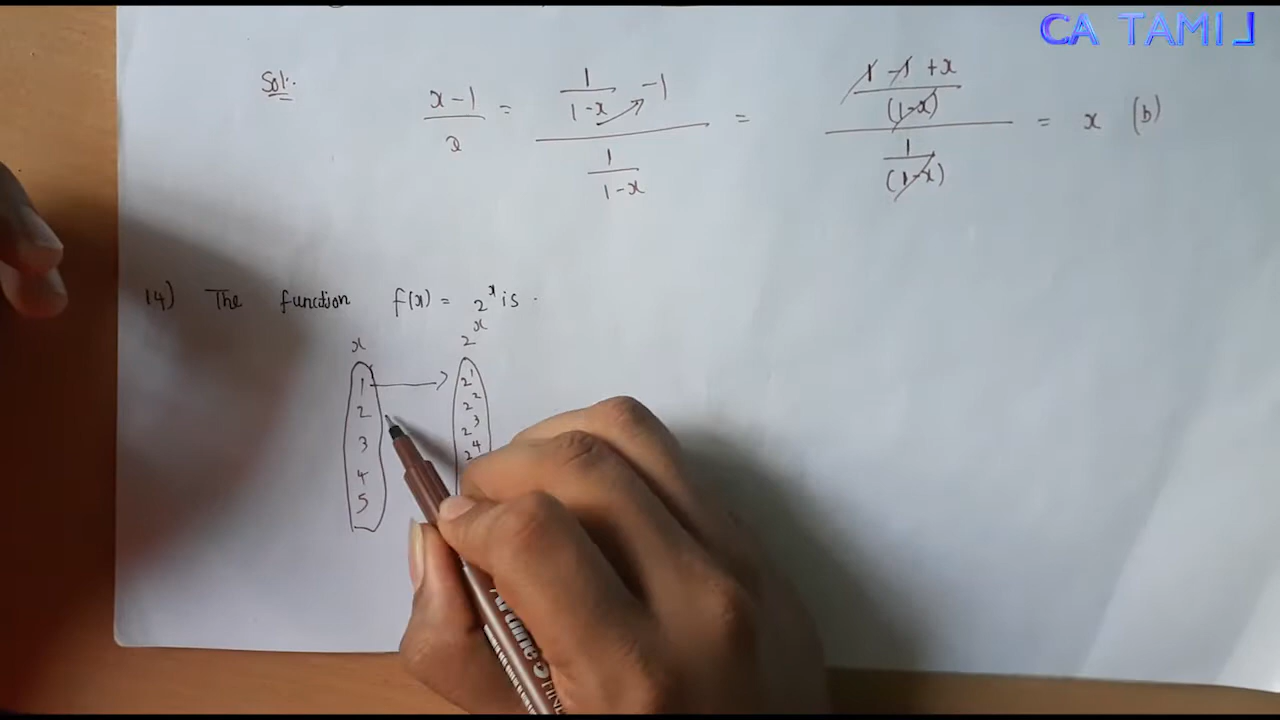 CA TAMIL
Sol:
x-1/x = 1/1-x -1 / 1/1-x = 1-1+x/(1-x) / 1/(1-x) = x (b)
14) The function f(x) = 2^x is.
x 2^x
1 2^1
2 2^2
3 2^3
4 2^4
5